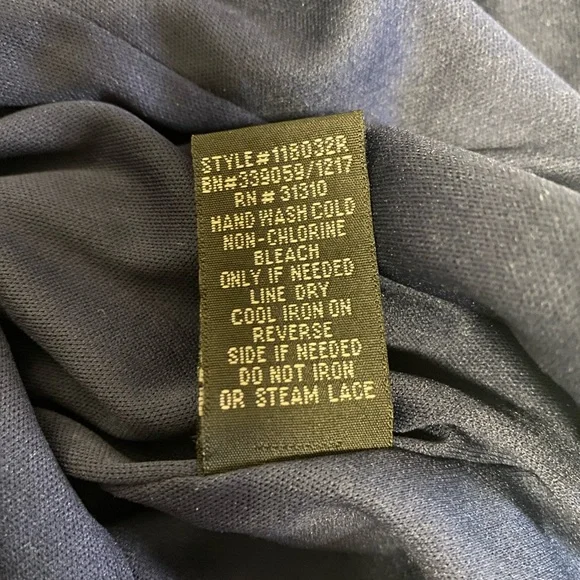 STYLE#118032R
BN#339059/1217
RN # 31310
HAND WASH COLD
NON-CHLORINE
BLEACH
ONLY IF NEEDED
LINE DRY
COOL IRON ON
REVERSE
SIDE IF NEEDED
DO NOT IRON
OR STEAM LACE